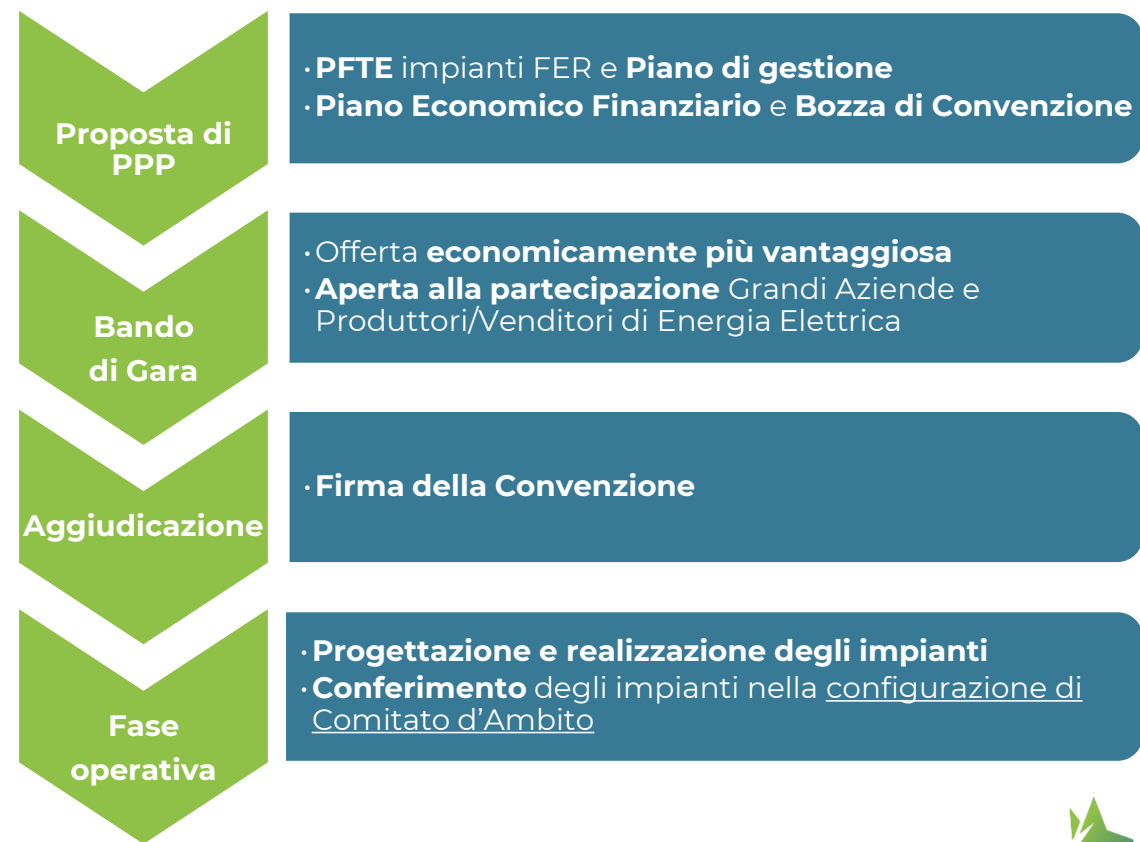 Proposta di
PPP
· PFTE impianti FER e Piano di gestione
· Piano Economico Finanziario e Bozza di Convenzione
Bando
di Gara
· Offerta economicamente più vantaggiosa
· Aperta alla partecipazione Grandi Aziende e
Produttori/Venditori di Energia Elettrica
Aggiudicazione
· Firma della Convenzione
Fase
operativa
· Progettazione e realizzazione degli impianti
· Conferimento degli impianti nella configurazione di
Comitato d’Ambito